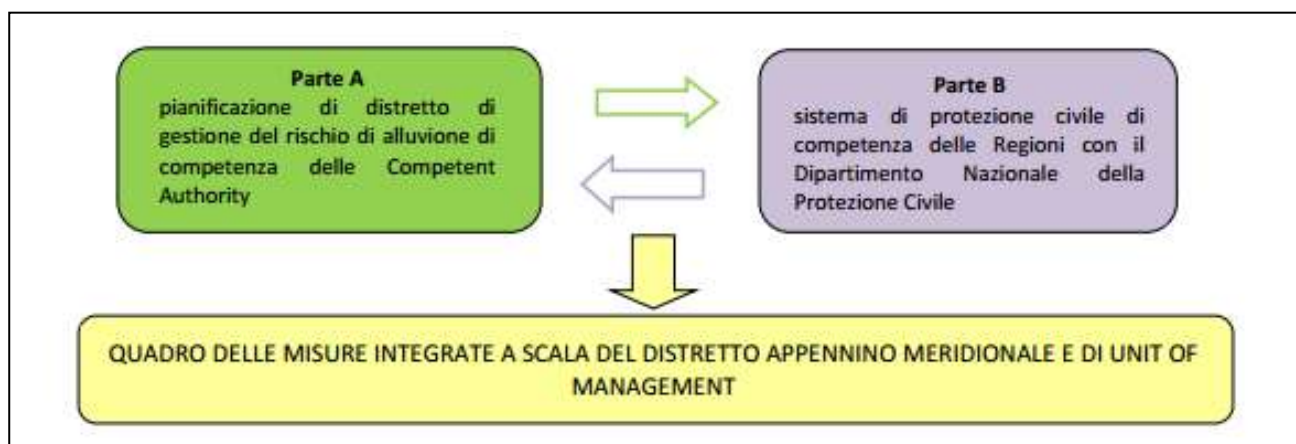 Parte A
pianificazione di distretto di
gestione del rischio di alluvione di
competenza delle Competent
Authority
Parte B
sistema di protezione civile di
competenza delle Regioni con il
Dipartimento Nazionale della
Protezione Civile
QUADRO DELLE MISURE INTEGRATE A SCALA DEL DISTRETTO APPENNINO MERIDIONALE E DI UNIT OF
MANAGEMENT